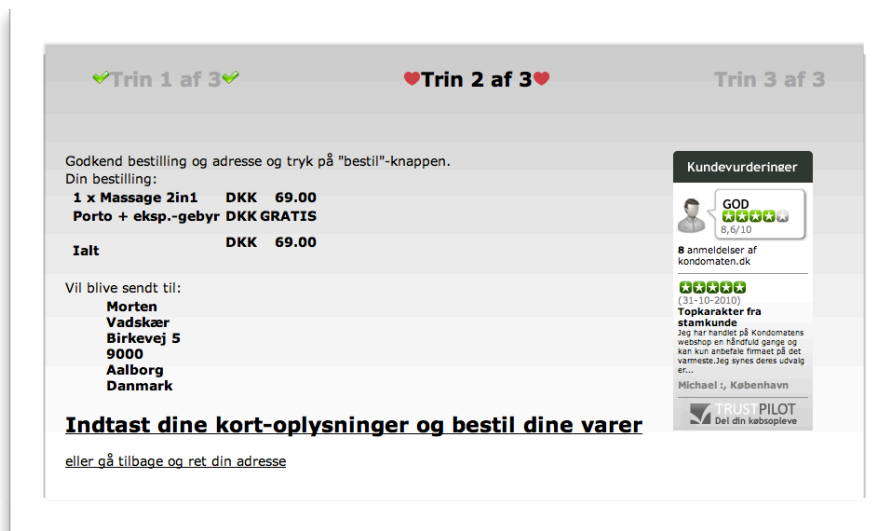 Trin 1 af 3
Trin 2 af 3
Trin 3 af 3
Godkend bestilling og adresse og tryk på "bestil"-knappen.
Din bestilling:
1 x Massage 2in1 DKK 69.00
Porto + eksp.-gebyr DKK GRATIS
Ialt DKK 69.00
Vil blive sendt til:
Morten
Vadskær
Birkevej 5
9000
Aalborg
Danmark
Indtast dine kort-oplysninger og bestil dine varer
eller gå tilbage og ret din adresse
Kundevurderinger
GOD
8,6/10
8 anmeldelser af
kondomaten.dk
(31-10-2010)
Topkarakter fra
stamkunde
Jeg har handlet på Kondomatens
webshop en håndfuld gange og
kan kun anbefale firmaet på det
varmeste.Jeg synes deres udvalg
er...
Michael :, København
TRUSTPILOT
Del din købsopleve